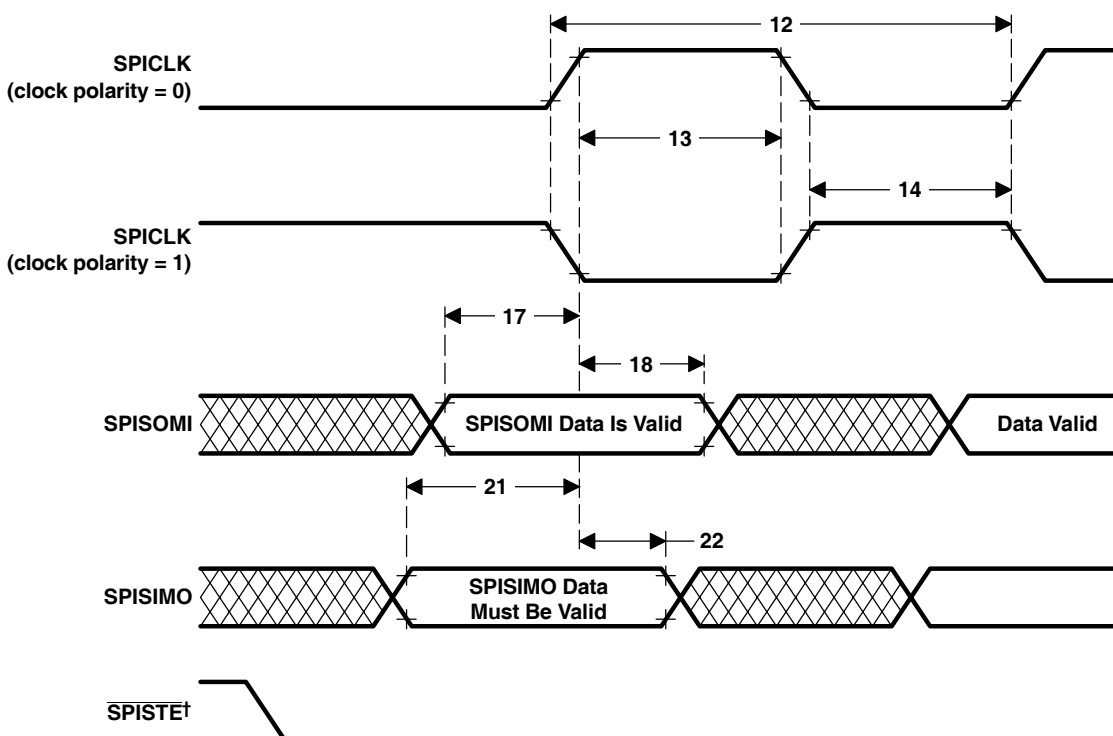 12
SPICLK
(clock polarity = 0)
13
14
SPICLK
(clock polarity = 1)
17
18
SPISOMI
SPISOMI Data Is Valid
Data Valid
21
22
SPISIMO
SPISIMO Data
Must Be Valid
SPISTE†